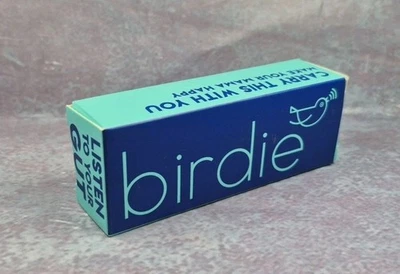 CARRY THIS WITH YOU
MAKE YOUR MAMA HAPPY
birdie
LISTEN
TO YOUR
GUT